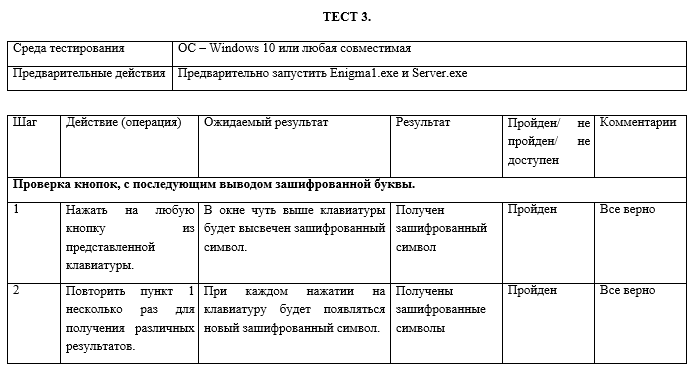 ТЕСТ 3.
Среда тестирования
ОС – Windows 10 или любая совместимая
Предварительные действия
Предварительно запустить Enigma1.exe и Server.exe
Шаг
Действие (операция)
Ожидаемый результат
Результат
Пройден/ не
пройден/ не
доступен
Комментарии
Проверка кнопок, с последующим выводом зашифрованной буквы.
1
Нажать на любую
кнопку из
представленной
клавиатуры.
В окне чуть выше клавиатуры
будет высвечен зашифрованный
символ.
Получен
зашифрованный
символ
Пройден
Все верно
2
Повторить пункт 1
несколько раз для
получения различных
результатов.
При каждом нажатии на
клавиатуру будет появляться
новый зашифрованный символ.
Получены
зашифрованные
символы
Пройден
Все верно